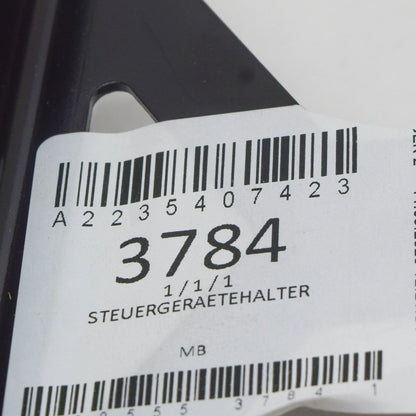 A2235407423
3784
1/1/1
STEUERGERAETEHALTER
MB